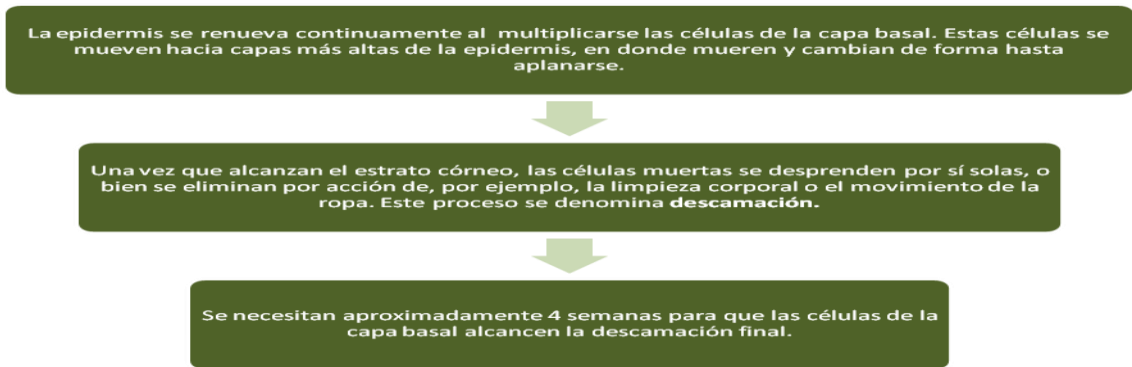 La epidermis se renueva continuamente al multiplicarse las células de la capa basal. Estas células se
mueven hacia capas más altas de la epidermis, en donde mueren y cambian de forma hasta
aplanarse.
Una vez que alcanzan el estrato córneo, las células muertas se desprenden por sí solas, o
bien se eliminan por acción de, por ejemplo, la limpieza corporal o el movimiento de la
ropa. Este proceso se denomina descamación.
Se necesitan aproximadamente 4 semanas para que las células de la
capa basal alcancen la descamación final.